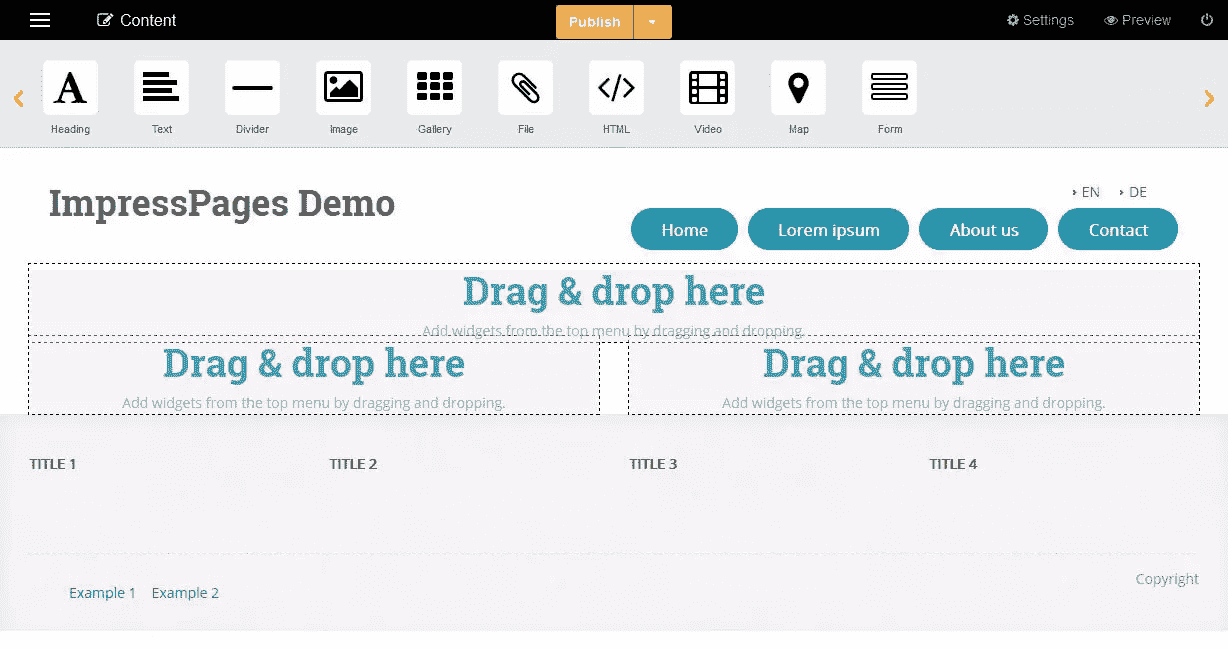 Content Publish Settings Preview
Heading Text Divider Image Gallery File HTML Video Map Form
EN DE
ImpressPages Demo
Home Lorem ipsum About us Contact
Drag & drop here
Add widgets from the top menu by dragging and dropping.
Drag & drop here Drag & drop here
Add widgets from the top menu by dragging and dropping. Add widgets from the top menu by dragging and dropping.
TITLE 1 TITLE 2 TITLE 3 TITLE 4
Copyright
Example 1 Example 2